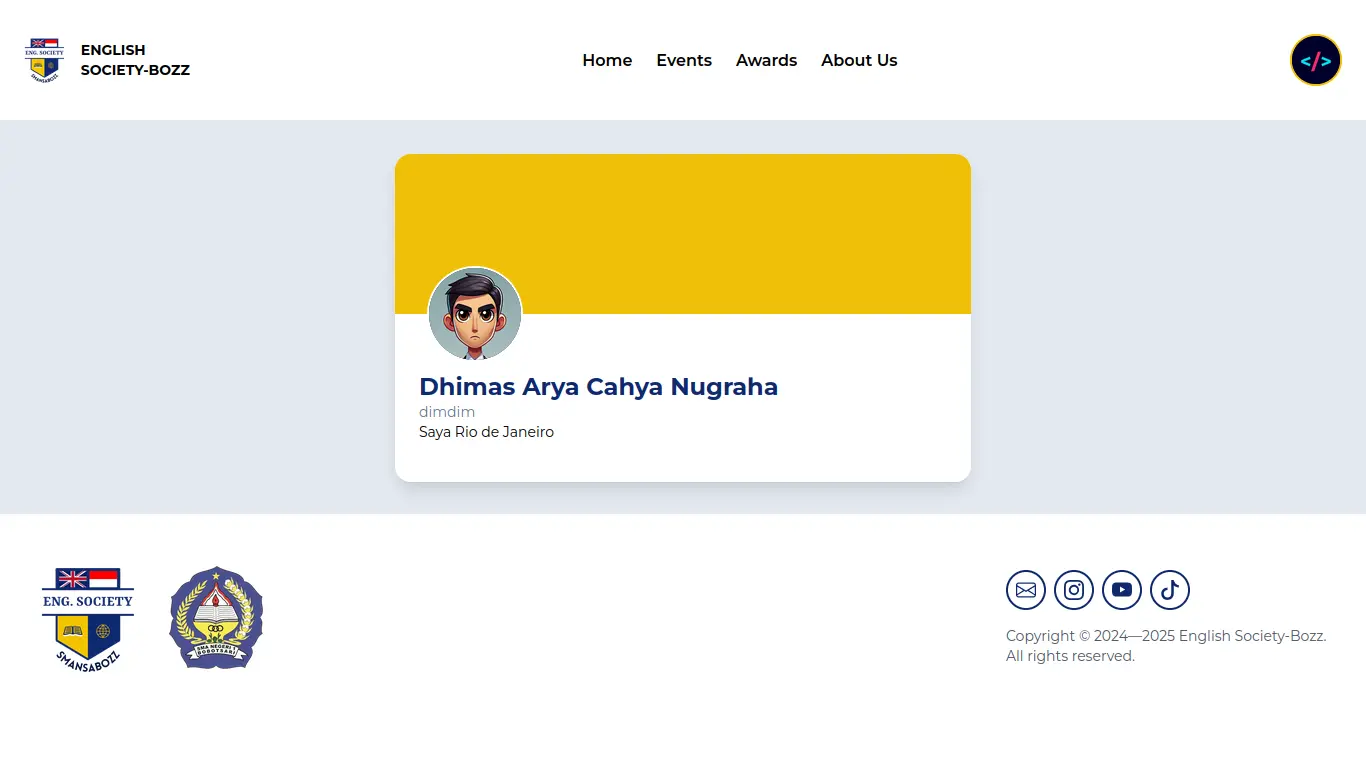 ENG. SOCIETY
SMANSABOZZ
ENGLISH
SOCIETY-BOZZ
Home
Events
Awards
About Us
</>
Dhimas Arya Cahya Nugraha
dimdim
Saya Rio de Janeiro
ENG. SOCIETY
SMANSABOZZ
SMA NEGERI 1
BOBOTSARI
Copyright © 2024—2025 English Society-Bozz.
All rights reserved.